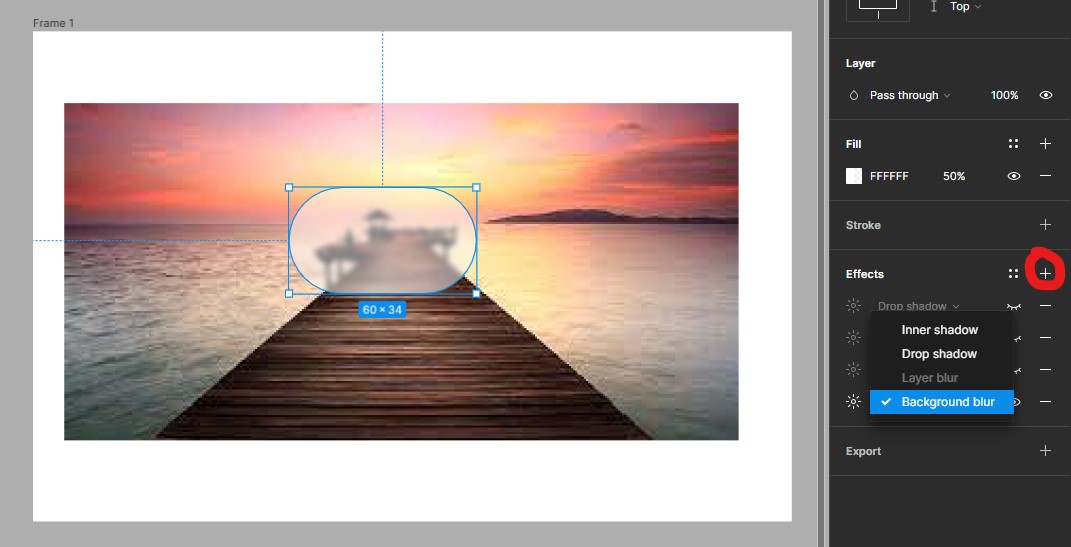 Frame 1
60 × 34
Top
Layer
Pass through
100%
Fill
FFFFFF
50%
Stroke
Effects
Drop shadow
Inner shadow
Drop shadow
Layer blur
Background blur
Export